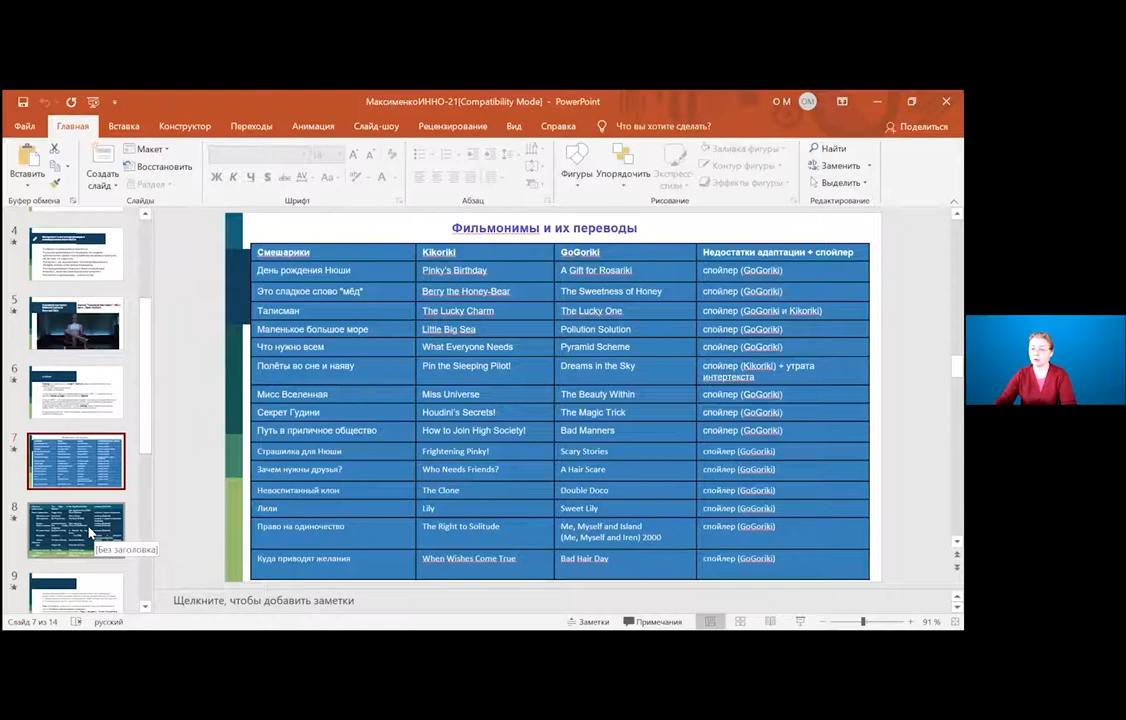 МаксименкоИННО-21[Compatibility Mode] - PowerPoint
O M
OM
Файл Главная Вставка Конструктор Переходы Анимация Слайд-шоу Рецензирование Вид Справка Что вы хотите сделать? Поделиться
Вставить
Создать слайд
Макет
Восстановить
Раздел
Ж К Ч S abc AV Aa A
Фигуры
Упорядочить
Экспресс-стили
Заливка фигуры
Контур фигуры
Эффекты фигуры
Найти
Заменить
Выделить
Буфер обмена Слайды Шрифт Абзац Рисование Редактирование
4
5
6
7
8
[Без заголовка]
9
Фильмонимы и их переводы
Смешарики Kikoriki GoGoriki Недостатки адаптации + спойлер
День рождения Нюши Pinky's Birthday A Gift for Rosariki спойлер (GoGoriki)
Это сладкое слово "мёд" Berry the Honey-Bear The Sweetness of Honey спойлер (GoGoriki)
Талисман The Lucky Charm The Lucky One спойлер (GoGoriki и Kikoriki)
Маленькое большое море Little Big Sea Pollution Solution спойлер (GoGoriki)
Что нужно всем What Everyone Needs Pyramid Scheme спойлер (GoGoriki)
Полёты во сне и наяву Pin the Sleeping Pilot! Dreams in the Sky спойлер (Kikoriki) + утрата
интертекста
Мисс Вселенная Miss Universe The Beauty Within спойлер (GoGoriki)
Секрет Гудини Houdini's Secrets! The Magic Trick спойлер (GoGoriki)
Путь в приличное общество How to Join High Society! Bad Manners спойлер (GoGoriki)
Страшилка для Нюши Frightening Pinky! Scary Stories спойлер (GoGoriki)
Зачем нужны друзья? Who Needs Friends? A Hair Scare спойлер (GoGoriki)
Невоспитанный клон The Clone Double Doco спойлер (GoGoriki)
Лили Lily Sweet Lily спойлер (GoGoriki)
Право на одиночество The Right to Solitude Me, Myself and Island спойлер (GoGoriki)
(Me, Myself and Iren) 2000
Куда приводят желания When Wishes Come True Bad Hair Day спойлер (GoGoriki)
Щелкните, чтобы добавить заметки
Слайд 7 из 14 русский Заметки Примечания 91 %